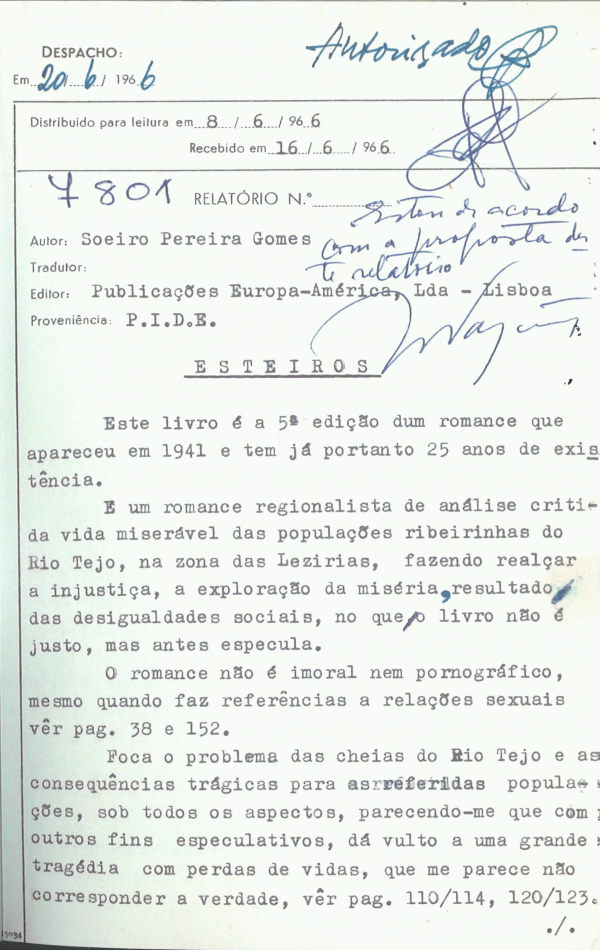 DESPACHO:
Autorisado
Em 20/6/1966
Distribuido para leitura em 8/6/966
Recebido em 16/6/966
7801 RELATÓRIO N.º
Estou de acordo
com a proposta des
te relatório
Autor: Soeiro Pereira Gomes
Tradutor:
Editor: Publicações Europa-América, Lda - Lisboa
Proveniência: P.I.D.E.
ESTEIROS
Este livro é a 5ª edição dum romance que
apareceu em 1941 e tem já portanto 25 anos de exis
tência.
E um romance regionalista de análise criti-
da vida miserável das populações ribeirinhas do
Rio Tejo, na zona das Lezirias, fazendo realçar
a injustiça, a exploração da miséria, resultado
das desigualdades sociais, no que o livro não é
justo, mas antes especula.
O romance não é imoral nem pornográfico,
mesmo quando faz referências a relações sexuais
vêr pag. 38 e 152.
Foca o problema das cheias do Rio Tejo e as
consequências trágicas para as referidas popula-
ções, sob todos os aspectos, parecendo-me que com
outros fins especulativos, dá vulto a uma grande
tragédia com perdas de vidas, que me parece não
corresponder a verdade, vêr pag. 110/114, 120/123.
./.